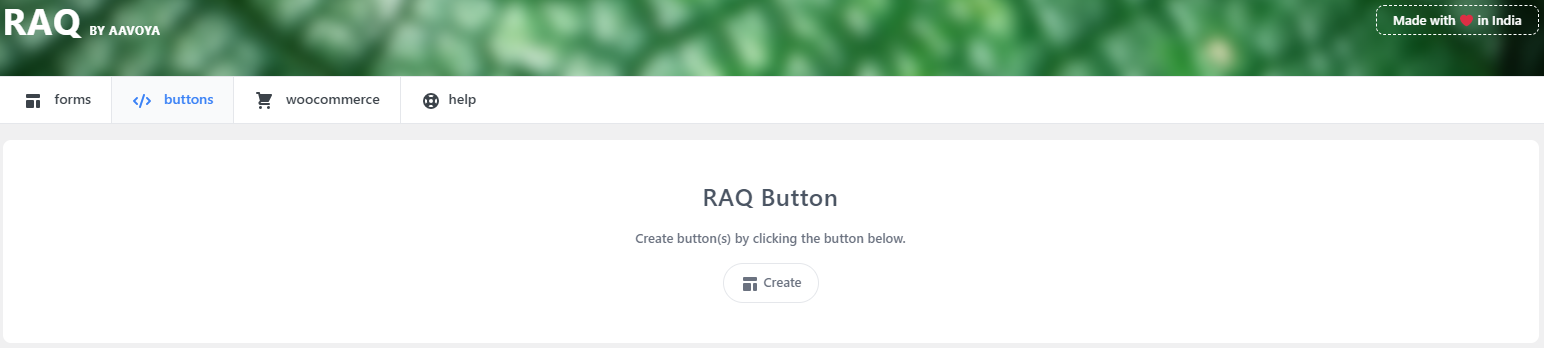 RAQ BY AAVOYA
Made with ❤ in India
forms buttons woocommerce help
RAQ Button
Create button(s) by clicking the button below.
Create